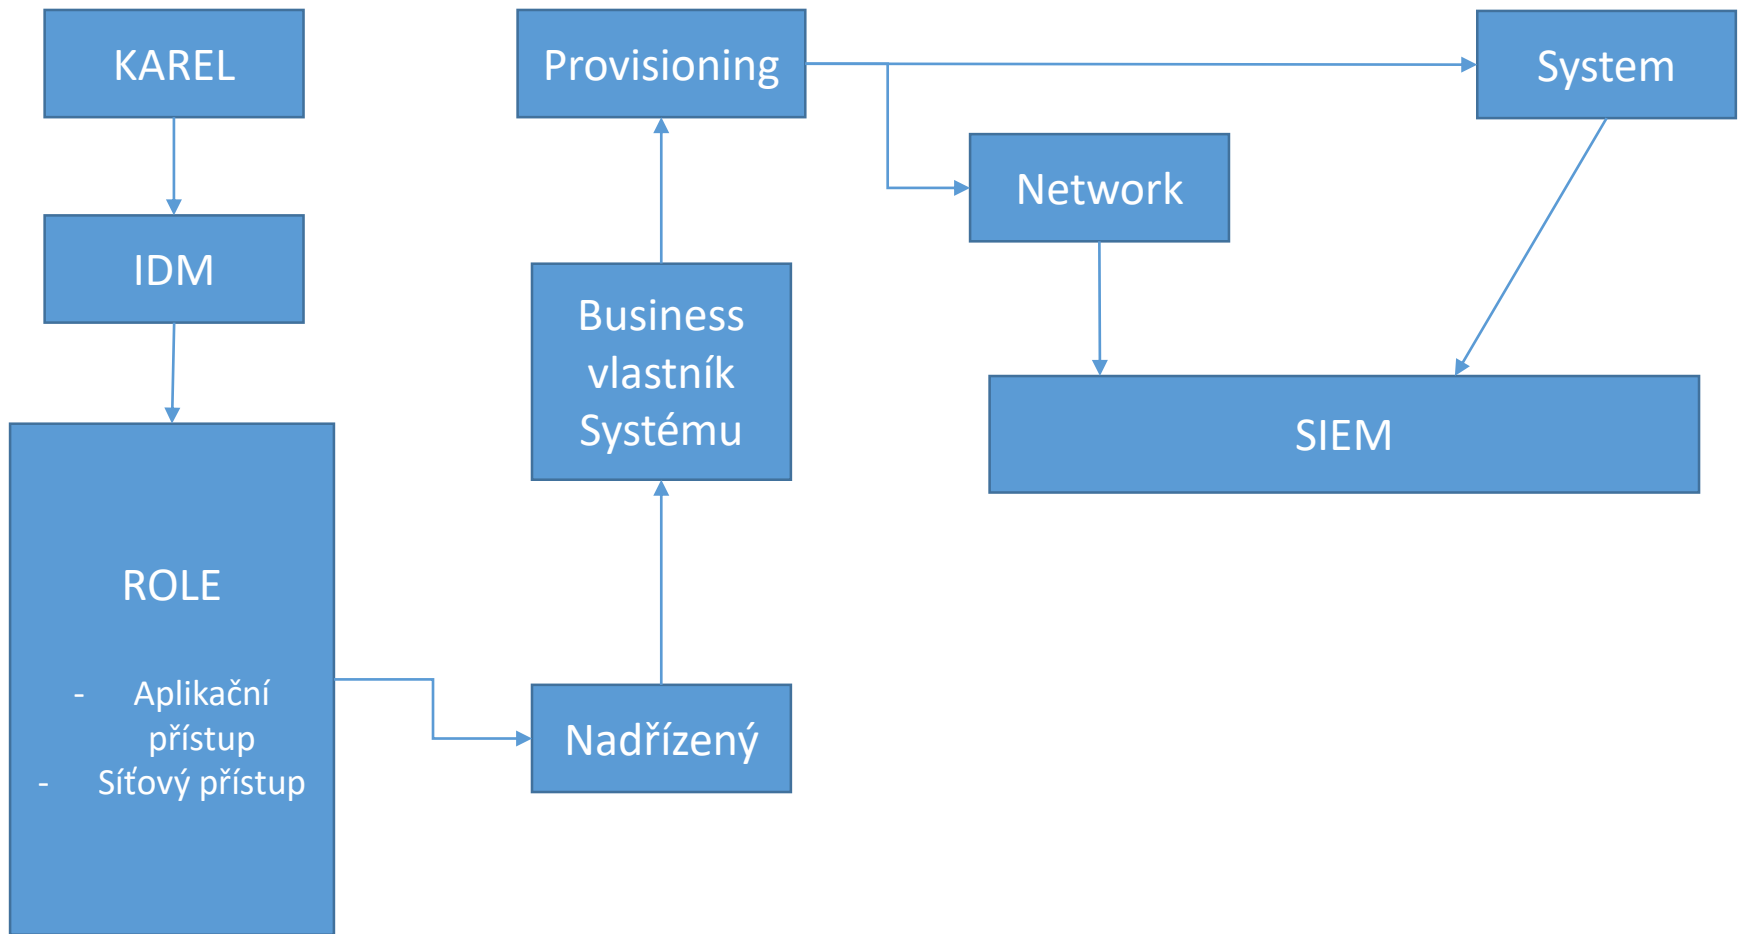 KAREL
IDM
ROLE
- Aplikační
přístup
- Síťový přístup
Nadřízený
Business
vlastník
Systému
Provisioning
Network
System
SIEM